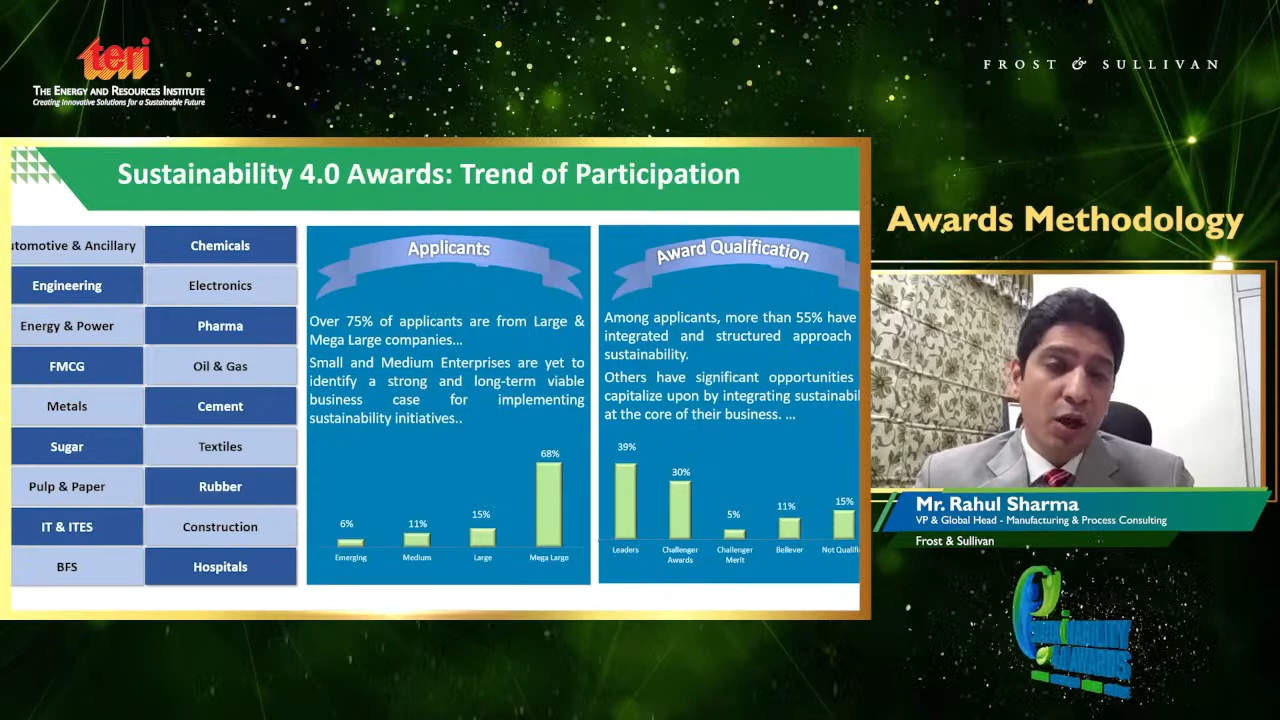 teri
THE ENERGY AND RESOURCES INSTITUTE
Creating Innovative Solutions for a Sustainable Future
FROST & SULLIVAN
Sustainability 4.0 Awards: Trend of Participation
utomotive & Ancillary
Chemicals
Engineering
Electronics
Energy & Power
Pharma
FMCG
Oil & Gas
Metals
Cement
Sugar
Textiles
Pulp & Paper
Rubber
IT & ITES
Construction
BFS
Hospitals
Applicants
Over 75% of applicants are from Large &
Mega Large companies...
Small and Medium Enterprises are yet to
identify a strong and long-term viable
business case for implementing
sustainability initiatives..
6%
11%
15%
68%
Emerging
Medium
Large
Mega Large
Award Qualification
Among applicants, more than 55% have
integrated and structured approach
sustainability.
Others have significant opportunities
capitalize upon by integrating sustainabil
at the core of their business. ...
39%
30%
5%
11%
15%
Leaders
Challenger
Awards
Challenger
Merit
Believer
Not Qualifi
Awards Methodology
Mr. Rahul Sharma
VP & Global Head - Manufacturing & Process Consulting
Frost & Sullivan
AWARDS